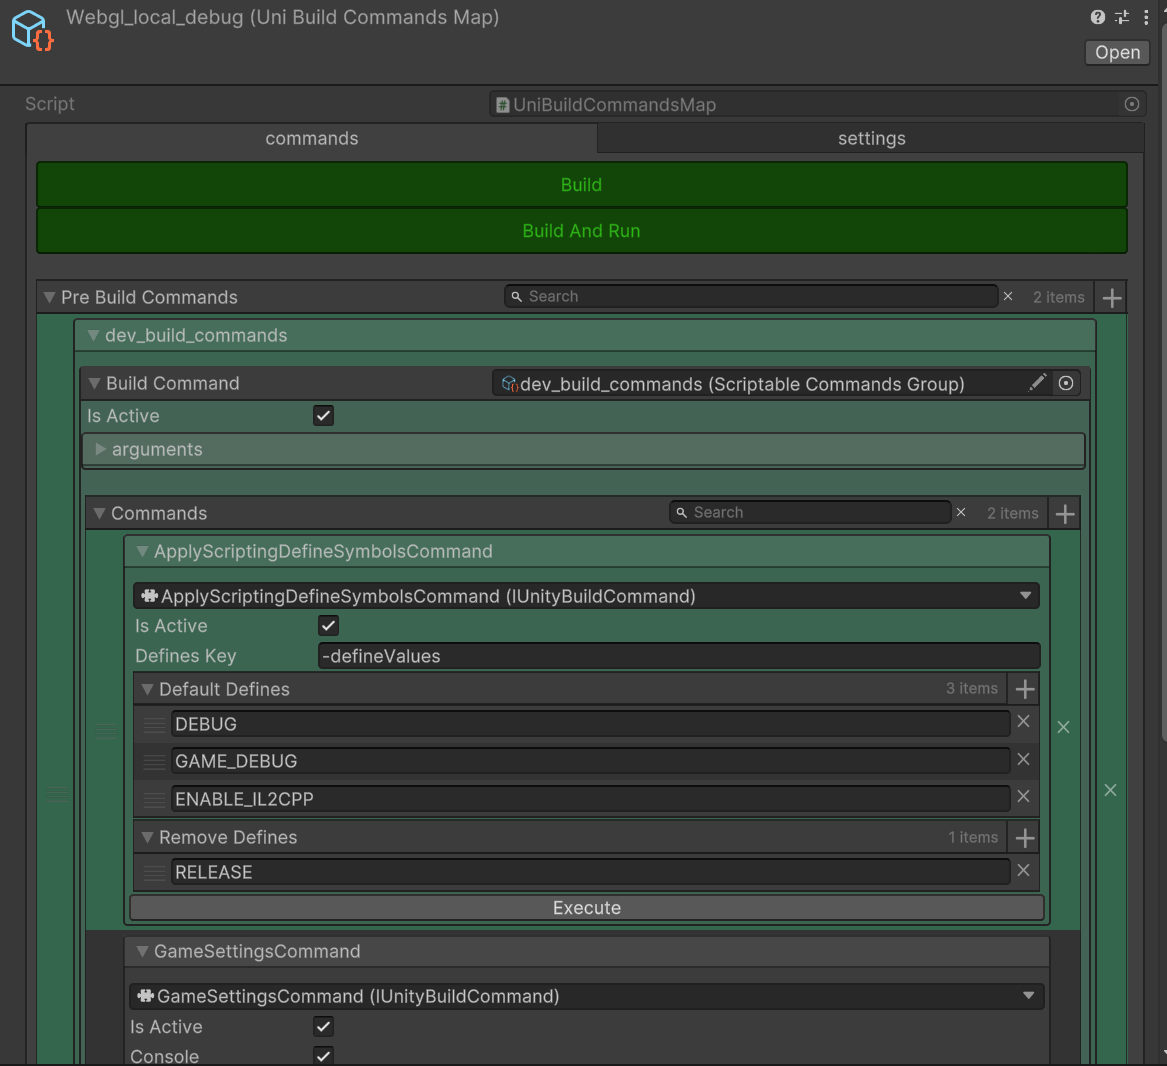 Webgl_local_debug (Uni Build Commands Map)
Open
Script
UniBuildCommandsMap
commands
settings
Build
Build And Run
Pre Build Commands
Search
2 items
dev_build_commands
Build Command
dev_build_commands (Scriptable Commands Group)
Is Active
arguments
Commands
Search
2 items
ApplyScriptingDefineSymbolsCommand
ApplyScriptingDefineSymbolsCommand (IUnityBuildCommand)
Is Active
Defines Key
-defineValues
Default Defines
3 items
DEBUG
GAME_DEBUG
ENABLE_IL2CPP
Remove Defines
1 items
RELEASE
Execute
GameSettingsCommand
GameSettingsCommand (IUnityBuildCommand)
Is Active
Console